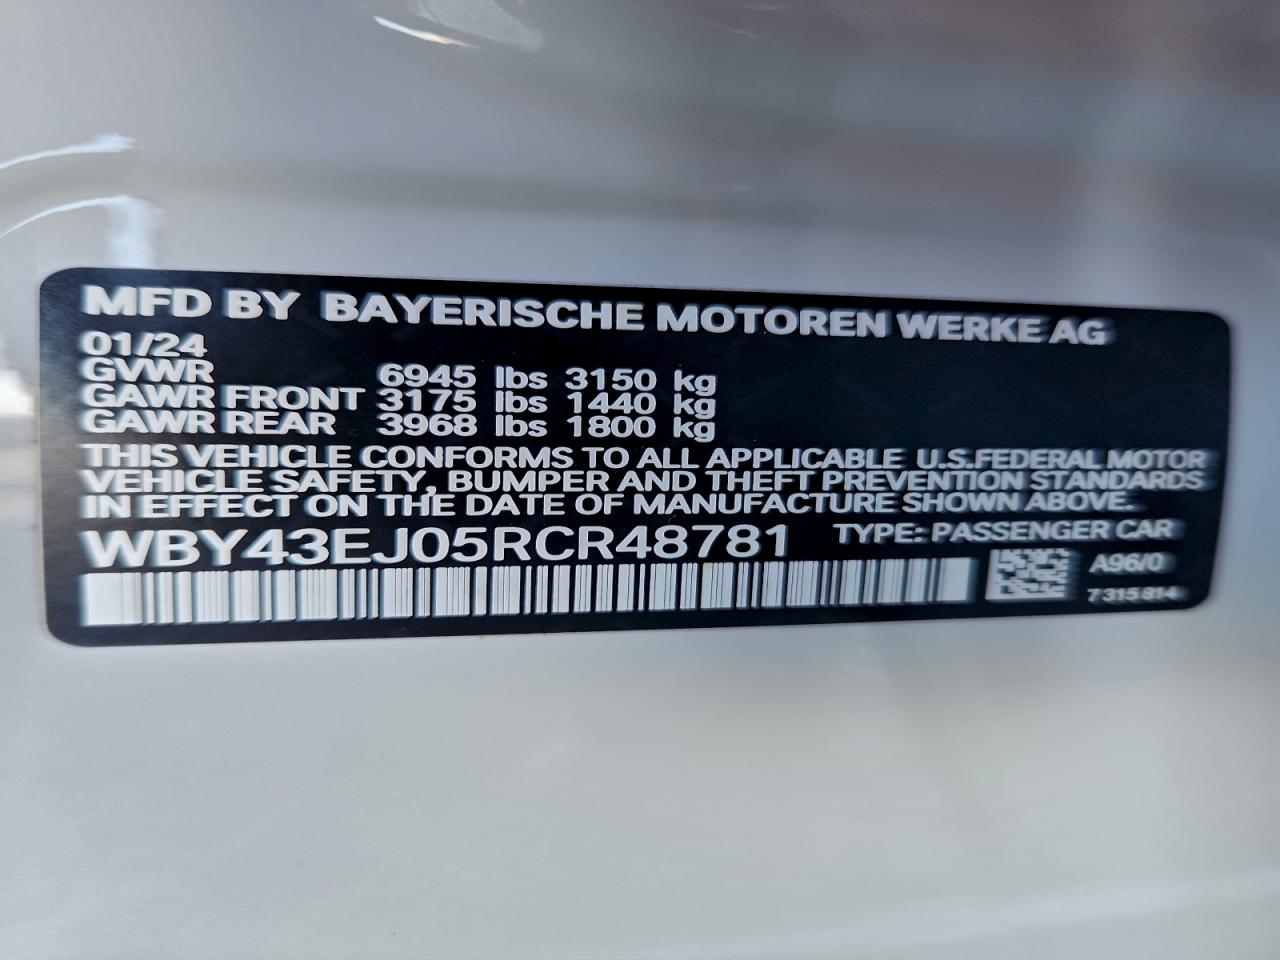 MFD BY BAYERISCHE MOTOREN WERKE AG
01/24
GVWR 6945 lbs 3150 kg
GAWR FRONT 3175 lbs 1440 kg
GAWR REAR 3968 lbs 1800 kg
THIS VEHICLE CONFORMS TO ALL APPLICABLE U.S.FEDERAL MOTOR
VEHICLE SAFETY, BUMPER AND THEFT PREVENTION STANDARDS
IN EFFECT ON THE DATE OF MANUFACTURE SHOWN ABOVE.
WBY43EJ05RCR48781 TYPE: PASSENGER CAR
A96/0
7 315 814